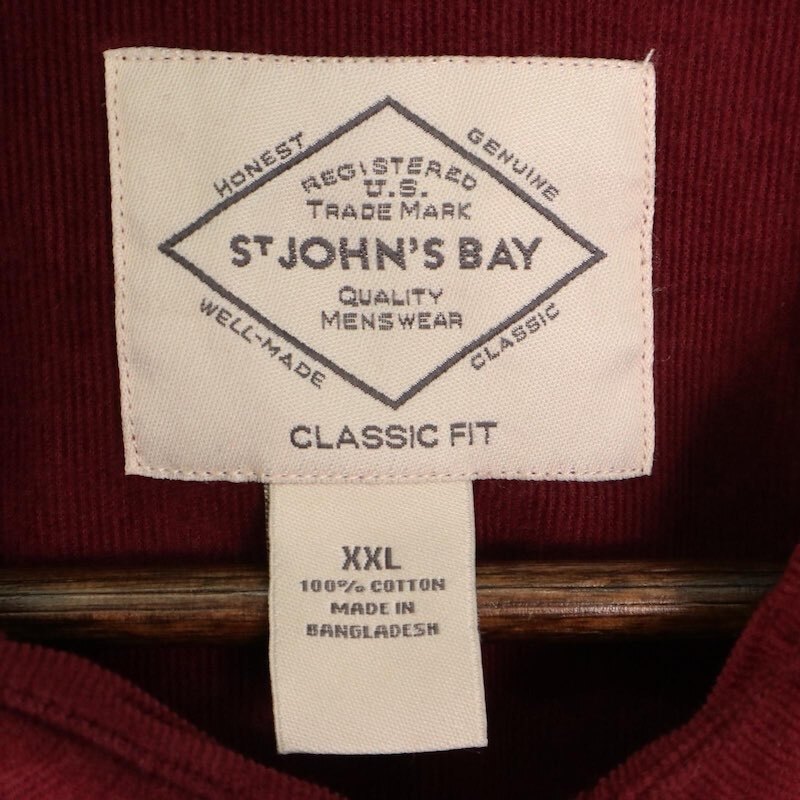 HONEST
GENUINE
REGISTERED
U.S.
TRADE MARK
ST JOHN'S BAY
QUALITY
MENSWEAR
WELL-MADE
CLASSIC
CLASSIC FIT
XXL
100% COTTON
MADE IN
BANGLADESH